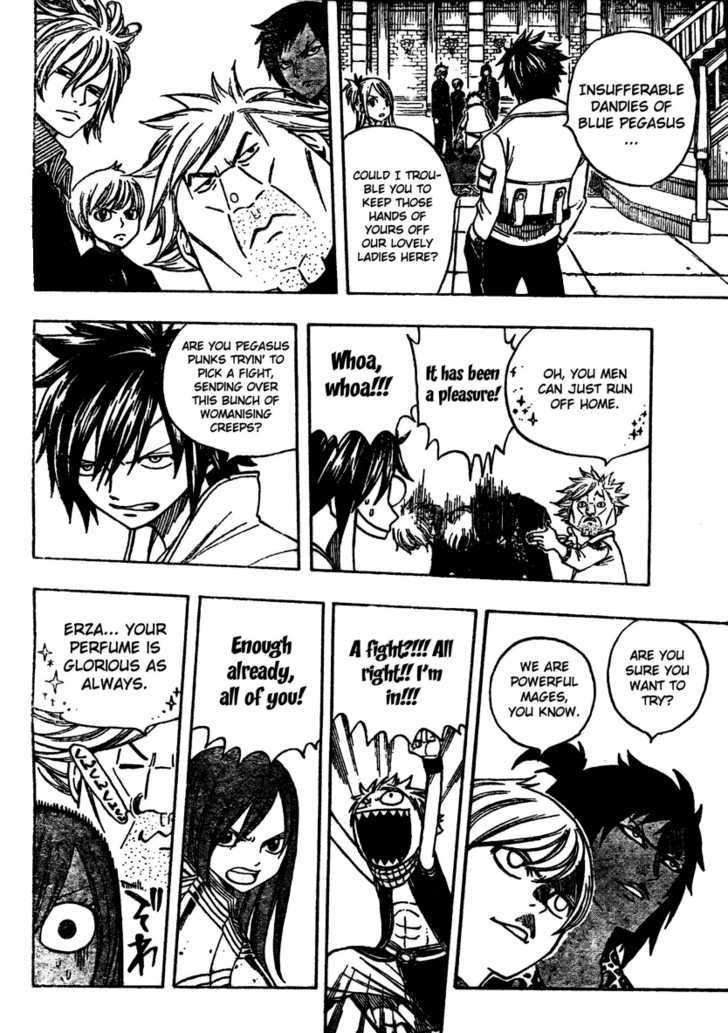 INSUFFERABLE
DANDIES OF
BLUE PEGASUS
...
COULD I TROU-
BLE YOU TO
KEEP THOSE
HANDS OF
YOURS OFF
OUR LOVELY
LADIES HERE?
OH, YOU MEN
CAN JUST RUN
OFF HOME.
It has been
a pleasure!
Whoa,
whoa!!!
ARE YOU PEGASUS
PUNKS TRYIN' TO
PICK A FIGHT,
SENDING OVER
THIS BUNCH OF
WOMANISING
CREEPS?
ARE YOU
SURE YOU
WANT TO
TRY?
WE ARE
POWERFUL
MAGES,
YOU KNOW.
A fight?!!! All
right!! I'm
in!!!
Enough
already,
all of you!
ERZA... YOUR
PERFUME IS
GLORIOUS AS
ALWAYS.